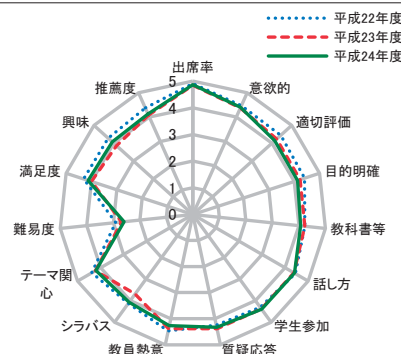 平成22年度
平成23年度
平成24年度
出席率
意欲的
適切評価
目的明確
教科書等
話し方
学生参加
質疑応答
教員熱意
シラバス
テーマ関
心
難易度
満足度
興味
推薦度
5
4
3
2
1
0